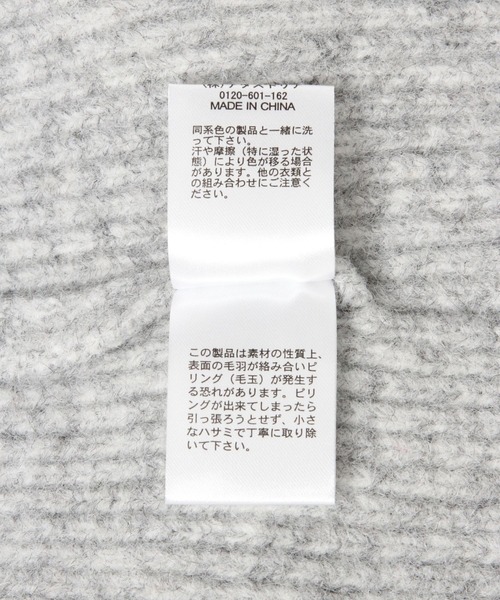 (株)アダストリア
0120-601-162
MADE IN CHINA
同系色の製品と一緒に洗
って下さい。
汗や摩擦（特に湿った状
態）により色が移る場合
があります。他の衣類と
の組み合わせにご注意く
ださい。
この製品は素材の性質上、
表面の毛羽が絡み合いピ
リング（毛玉）が発生す
る恐れがあります。ピリ
ングが出来てしまったら
引っ張ろうとせず、小さ
なハサミで丁寧に取り除
いて下さい。